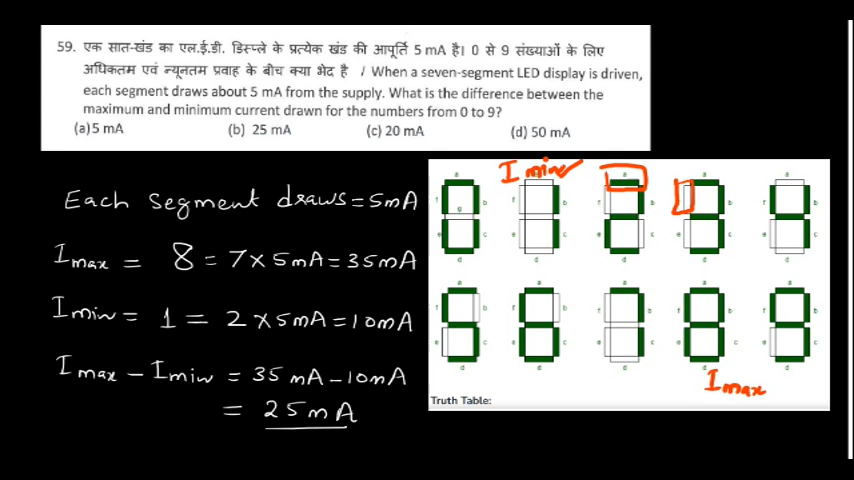 59. एक सात-खंड का एल.ई.डी. डिस्प्ले के प्रत्येक खंड की आपूर्ति 5 mA है। 0 से 9 संख्याओं के लिए
अधिकतम एवं न्यूनतम प्रवाह के बीच क्या भेद है / When a seven-segment LED display is driven,
each segment draws about 5 mA from the supply. What is the difference between the
maximum and minimum current drawn for the numbers from 0 to 9?
(a) 5 mA (b) 25 mA (c) 20 mA (d) 50 mA
Each segment draws = 5mA
Imax = 8 = 7 × 5mA = 35mA
Imin = 1 = 2 × 5mA = 10mA
Imax - Imin = 35 mA - 10mA
= 25mA
Imin
a a a a a
f g b f b f b f b f b
e c e c e c e c e c
d d d d d
a a a a a
f b f b f b f b f b
e c e c e c e c e c
d d d d d
Imax
Truth Table: